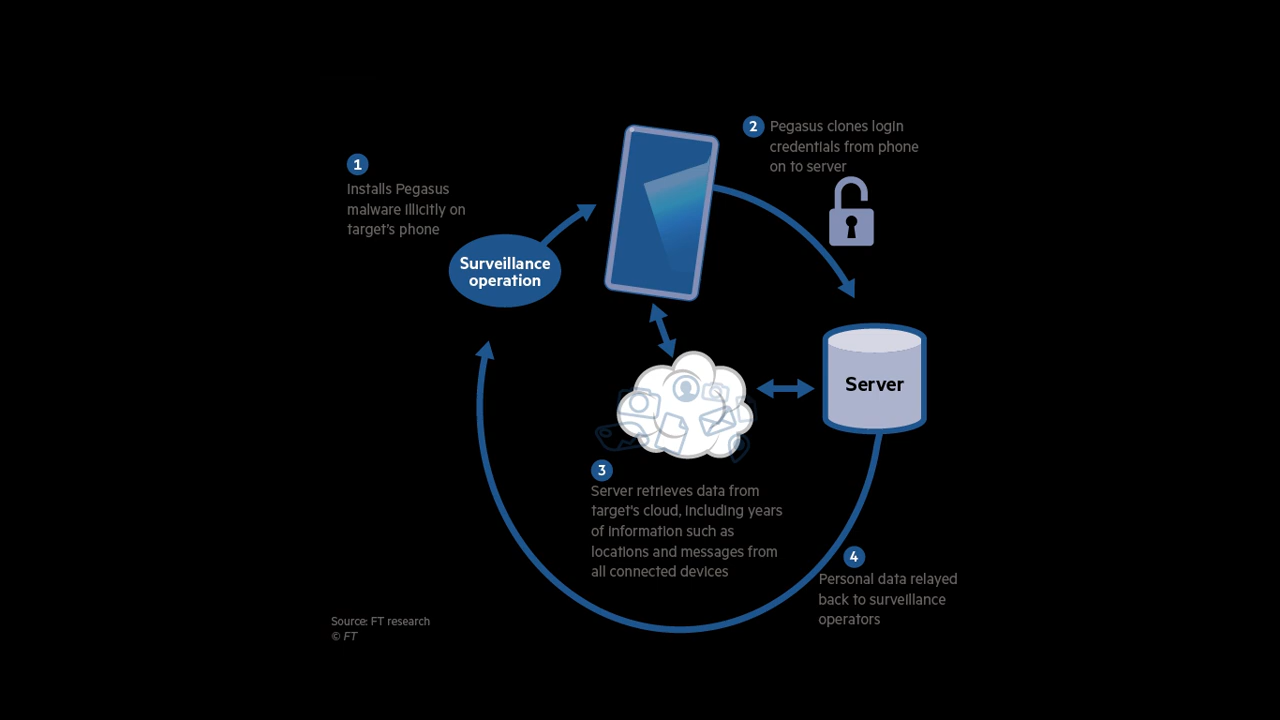 1
Installs Pegasus
malware illicitly on
target's phone
Surveillance
operation
2 Pegasus clones login
credentials from phone
on to server
Server
3
Server retrieves data from
target's cloud, including years
of information such as
locations and messages from
all connected devices
4
Personal data relayed
back to surveillance
operators
Source: FT research
© FT